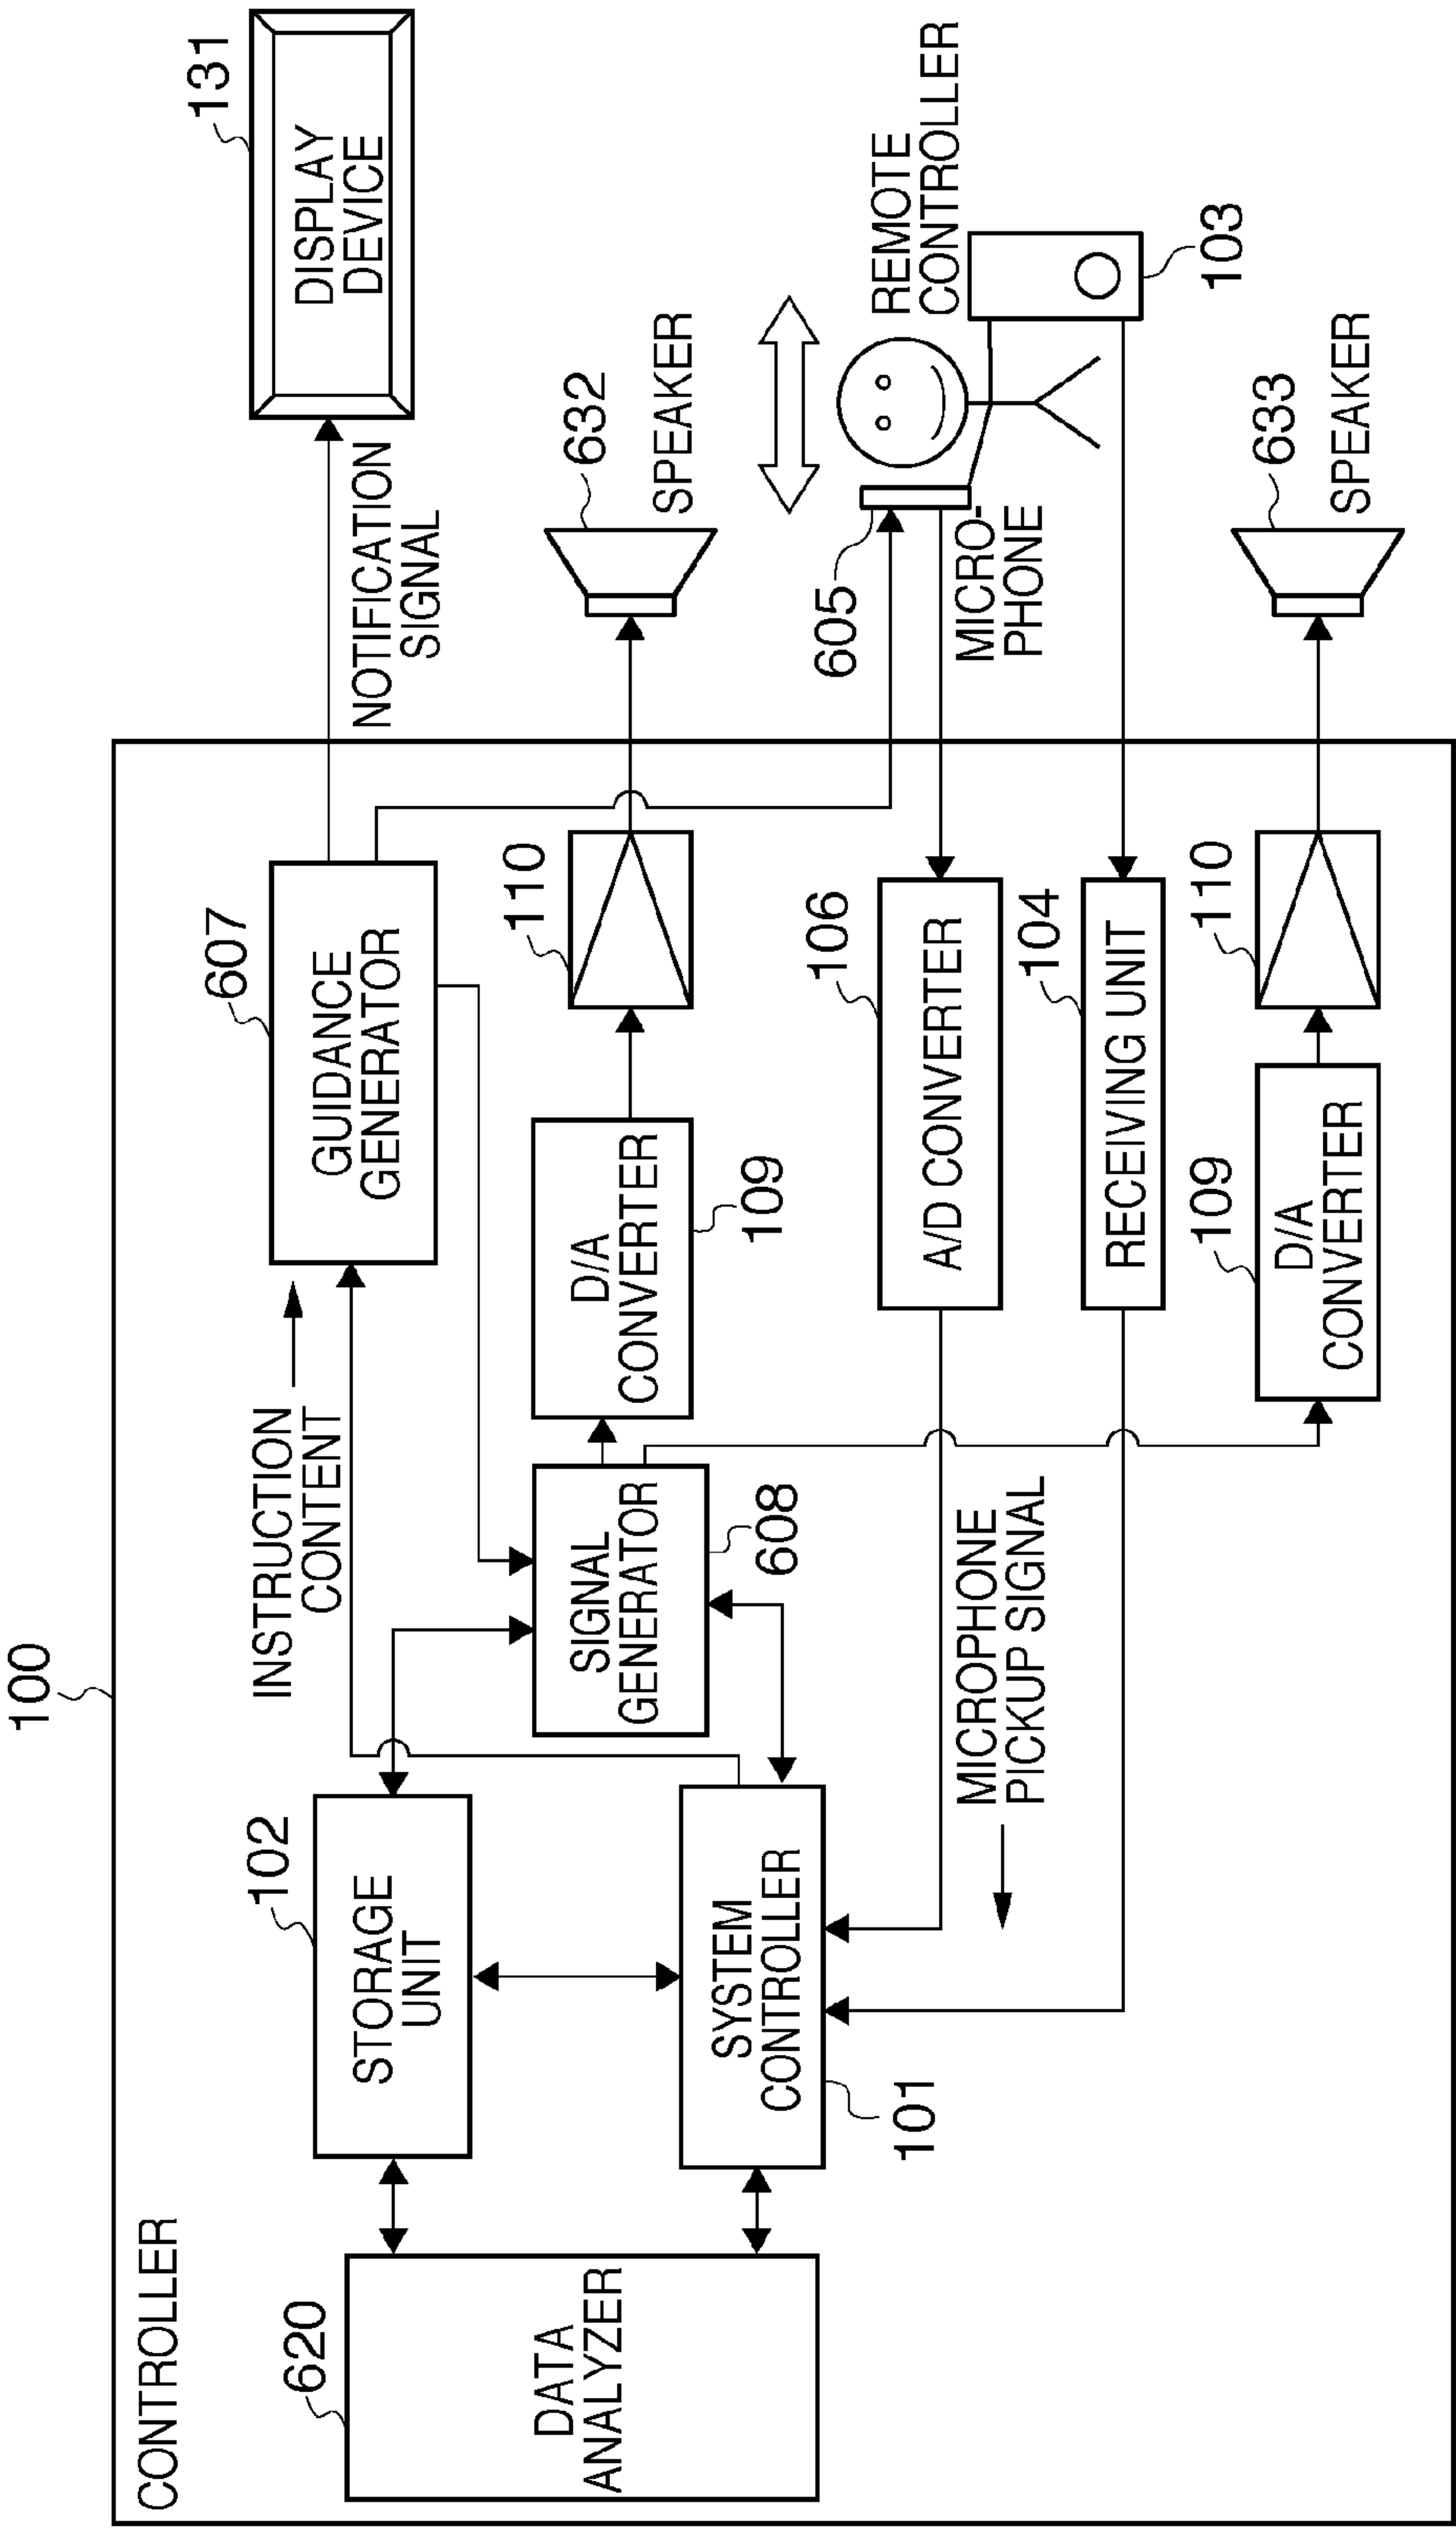 100
CONTROLLER
620
DATA
ANALYZER
102
STORAGE
UNIT
SYSTEM
CONTROLLER
101
INSTRUCTION
CONTENT
607
GUIDANCE
GENERATOR
SIGNAL
GENERATOR
608
D/A
CONVERTER
109
110
MICROPHONE
PICKUP SIGNAL
106
A/D CONVERTER
104
RECEIVING UNIT
109
D/A
CONVERTER
110
NOTIFICATION
SIGNAL
131
DISPLAY
DEVICE
632
SPEAKER
605
MICRO-
PHONE
REMOTE
CONTROLLER
103
633
SPEAKER